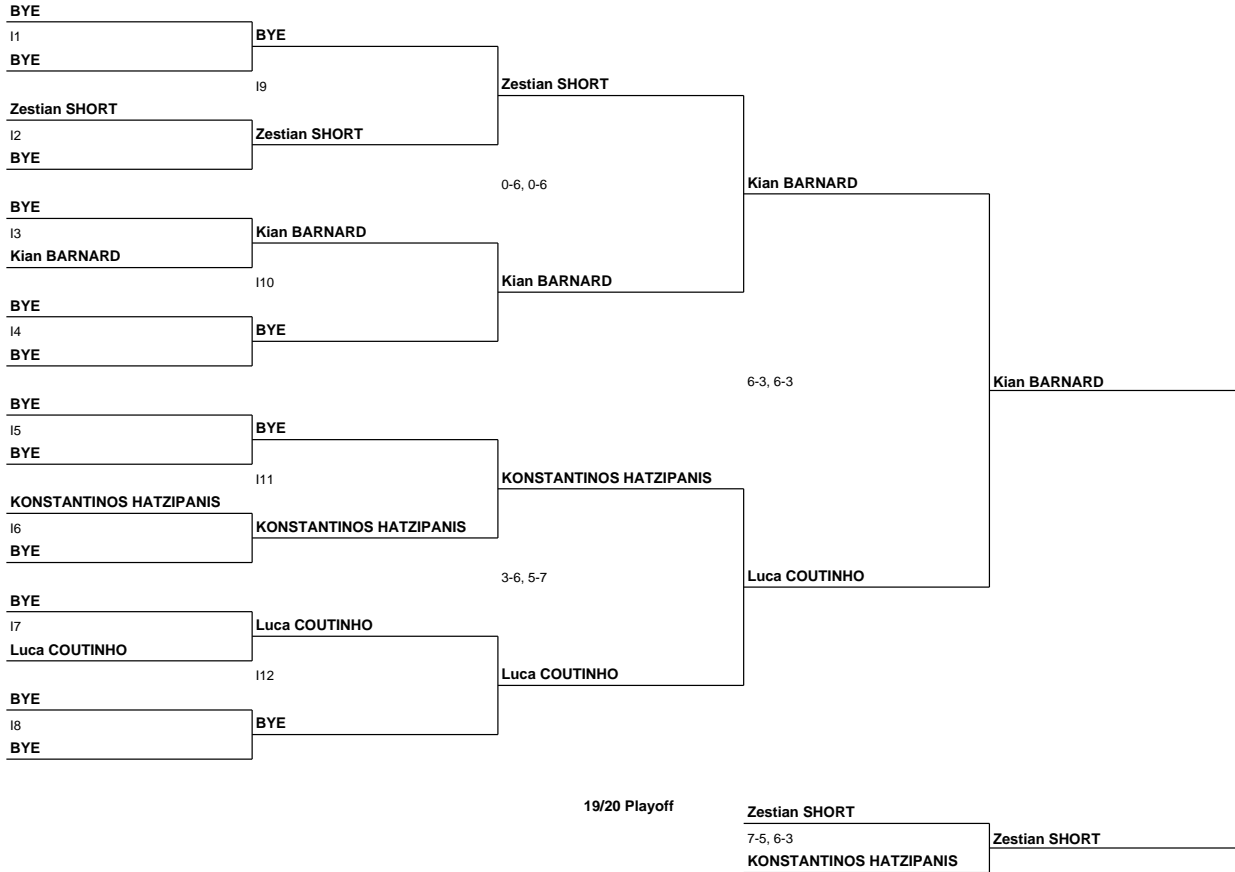 BYE
I1
BYE
BYE
I9
Zestian SHORT
Zestian SHORT
I2
Zestian SHORT
BYE
0-6, 0-6
Kian BARNARD
BYE
I3
Kian BARNARD
Kian BARNARD
I10
Kian BARNARD
BYE
I4
BYE
BYE
6-3, 6-3
Kian BARNARD
BYE
I5
BYE
BYE
I11
KONSTANTINOS HATZIPANIS
KONSTANTINOS HATZIPANIS
I6
KONSTANTINOS HATZIPANIS
BYE
3-6, 5-7
Luca COUTINHO
BYE
I7
Luca COUTINHO
Luca COUTINHO
I12
Luca COUTINHO
BYE
I8
BYE
BYE
19/20 Playoff
Zestian SHORT
7-5, 6-3
Zestian SHORT
KONSTANTINOS HATZIPANIS